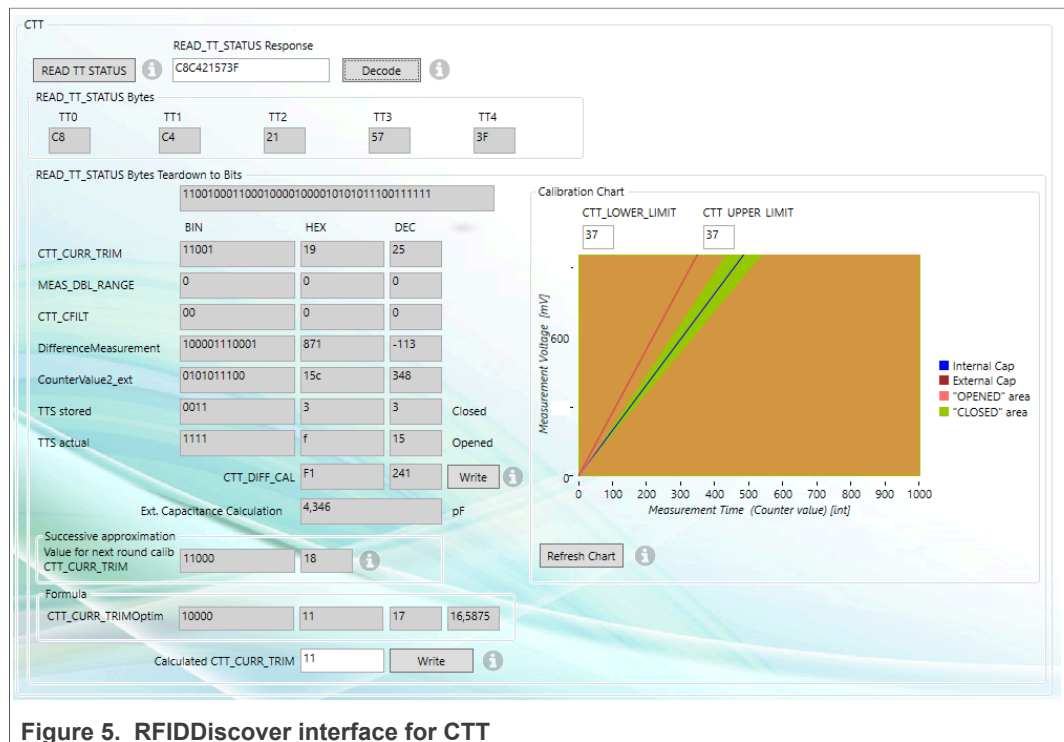 CTT
READ_TT_STATUS Response
READ TT STATUS C8C421573F Decode
READ_TT_STATUS Bytes
TT0 TT1 TT2 TT3 TT4
C8 C4 21 57 3F
READ_TT_STATUS Bytes Teardown to Bits
1100100011000100001000010101011100111111
BIN HEX DEC
CTT_CURR_TRIM 11001 19 25
MEAS_DBL_RANGE 0 0 0
CTT_CFILT 00 0 0
DifferenceMeasurement 100001110001 871 -113
CounterValue2_ext 0101011100 15c 348
TTS stored 0011 3 3 Closed
TTS actual 1111 f 15 Opened
CTT_DIFF_CAL F1 241 Write
Ext. Capacitance Calculation 4,346 pF
Successive approximation
Value for next round calib
CTT_CURR_TRIM 11000 18
Formula
CTT_CURR_TRIMOptim 10000 11 17 16,5875
Calculated CTT_CURR_TRIM 11 Write
Calibration Chart
CTT_LOWER_LIMIT CTT UPPER LIMIT
37 37
Measurement Voltage [mV]
600
0
0 100 200 300 400 500 600 700 800 900 1000
Measurement Time (Counter value) [int]
Internal Cap
External Cap
"OPENED" area
"CLOSED" area
Refresh Chart
Figure 5. RFIDDiscover interface for CTT